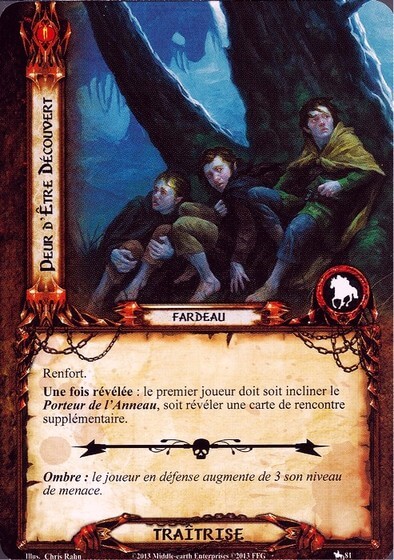 PEUR D'ÊTRE DÉCOUVERT
FARDEAU
Renfort.
Une fois révélée : le premier joueur doit soit incliner le
Porteur de l'Anneau, soit révéler une carte de rencontre
supplémentaire.
Ombre : le joueur en défense augmente de 3 son niveau
de menace.
TRAÎTRISE
Illus. Chris Rahn
©2013 Middle-earth Enterprises ©2013 FFG
81